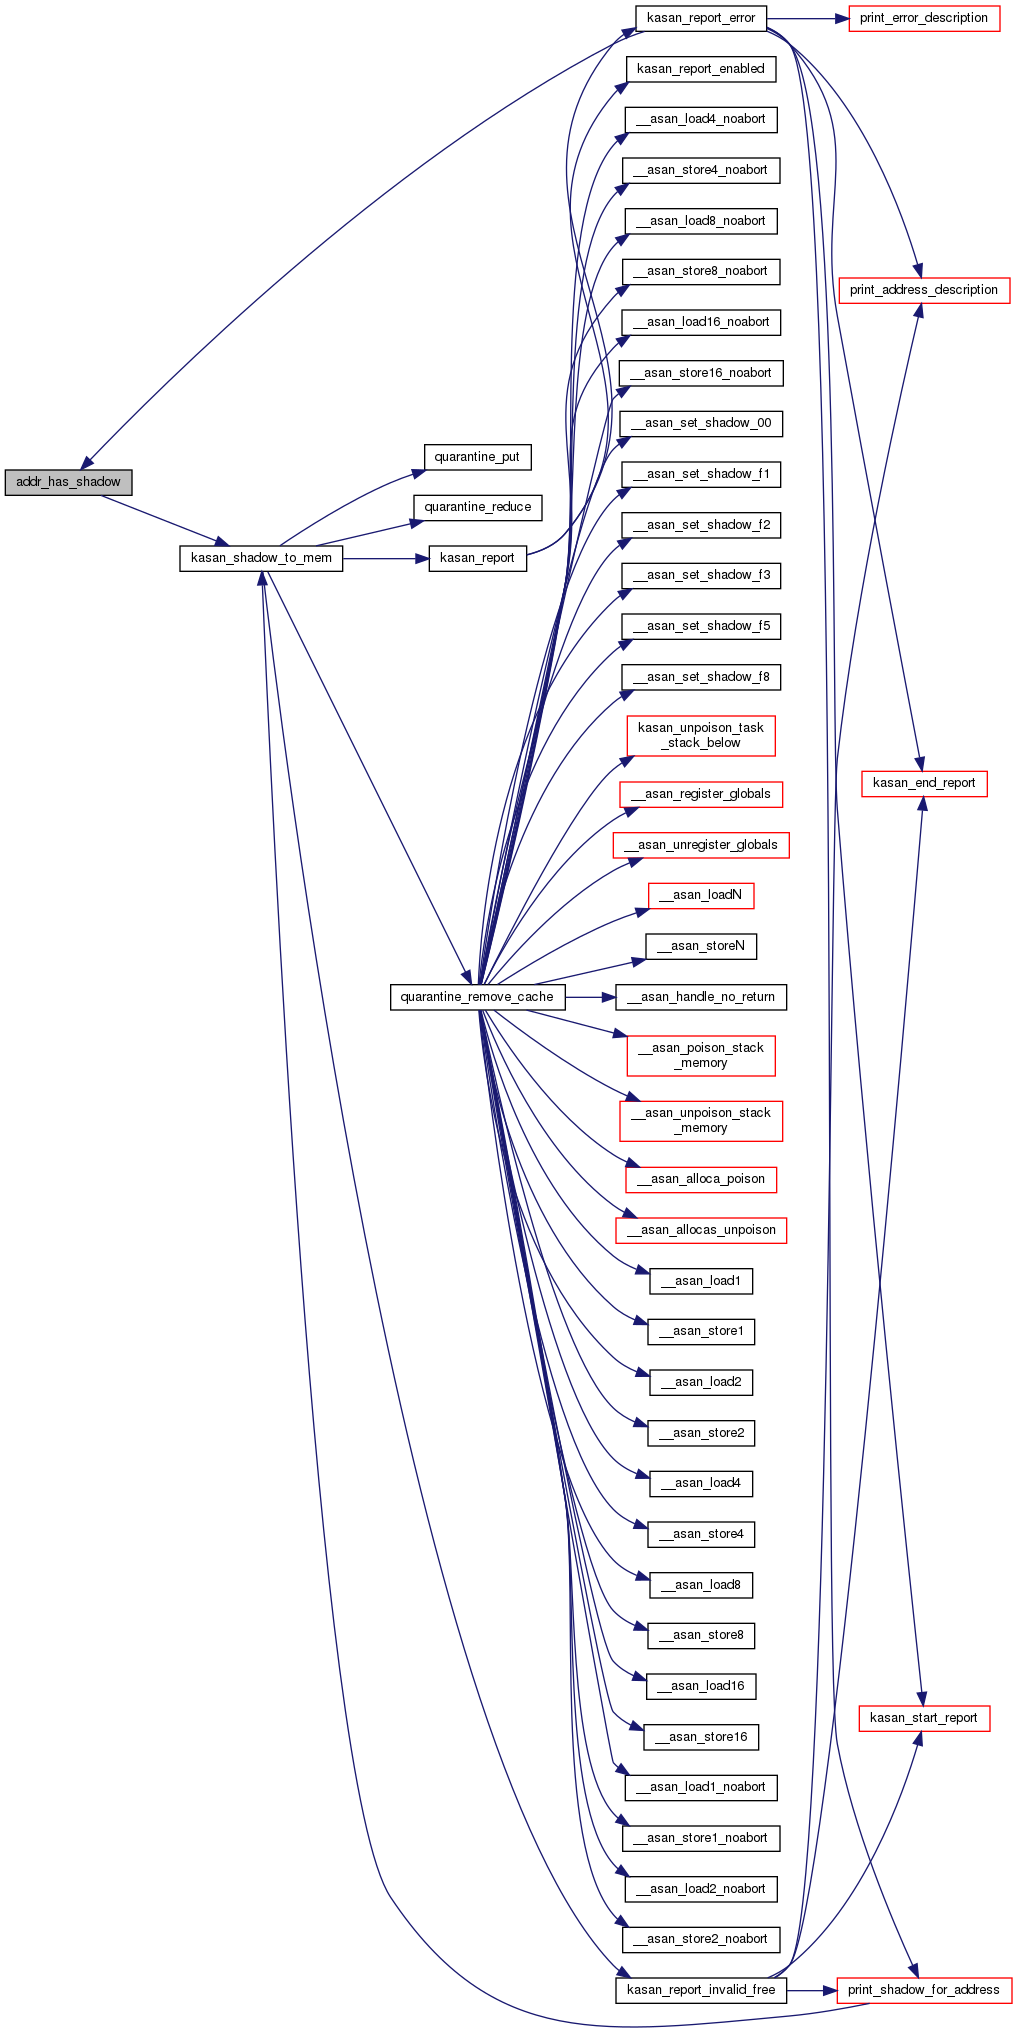 kasan_report_error
print_error_description
kasan_report_enabled
__asan_load4_noabort
__asan_store4_noabort
__asan_load8_noabort
__asan_store8_noabort
print_address_description
__asan_load16_noabort
__asan_store16_noabort
__asan_set_shadow_00
quarantine_put
__asan_set_shadow_f1
addr_has_shadow
quarantine_reduce
__asan_set_shadow_f2
kasan_shadow_to_mem
kasan_report
__asan_set_shadow_f3
__asan_set_shadow_f5
__asan_set_shadow_f8
kasan_unpoison_task
_stack_below
kasan_end_report
__asan_register_globals
__asan_unregister_globals
__asan_loadN
__asan_storeN
quarantine_remove_cache
__asan_handle_no_return
__asan_poison_stack
_memory
__asan_unpoison_stack
_memory
__asan_alloca_poison
__asan_allocas_unpoison
__asan_load1
__asan_store1
__asan_load2
__asan_store2
__asan_load4
__asan_store4
__asan_load8
__asan_store8
__asan_load16
kasan_start_report
__asan_store16
__asan_load1_noabort
__asan_store1_noabort
__asan_load2_noabort
__asan_store2_noabort
kasan_report_invalid_free
print_shadow_for_address